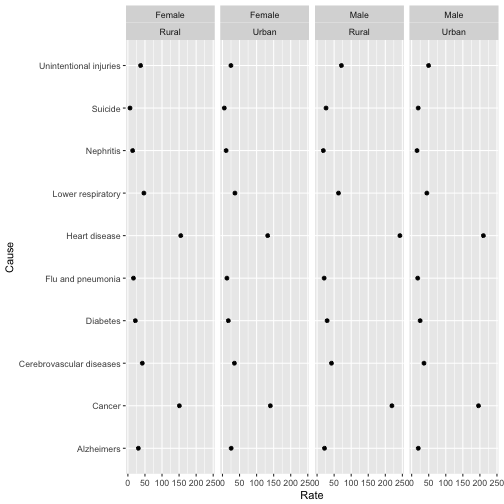 Female Female Male Male
Rural Urban Rural Urban
Unintentional injuries
Suicide
Nephritis
Lower respiratory
Heart disease
Flu and pneumonia
Diabetes
Cerebrovascular diseases
Cancer
Alzheimers
Cause
0 50 100 150 200 250 0 50 100 150 200 250 0 50 100 150 200 250 0 50 100 150 200 250
Rate